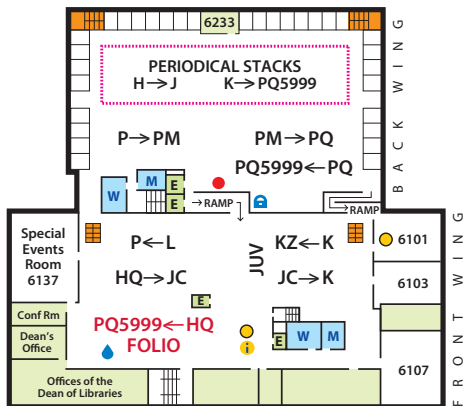 6233
PERIODICAL STACKS
H→J K→PQ5999
P→PM PM→PQ
PQ5999←PQ
BACK WING
W M E
E
→RAMP
RAMP
Special
Events
Room
6137
P←L
JUV
KZ←K
6101
HQ→JC
JC→K
6103
E
Conf Rm
PQ5999←HQ
FOLIO
Dean's
Office
i
E W M
6107
Offices of the
Dean of Libraries
FRONT WING